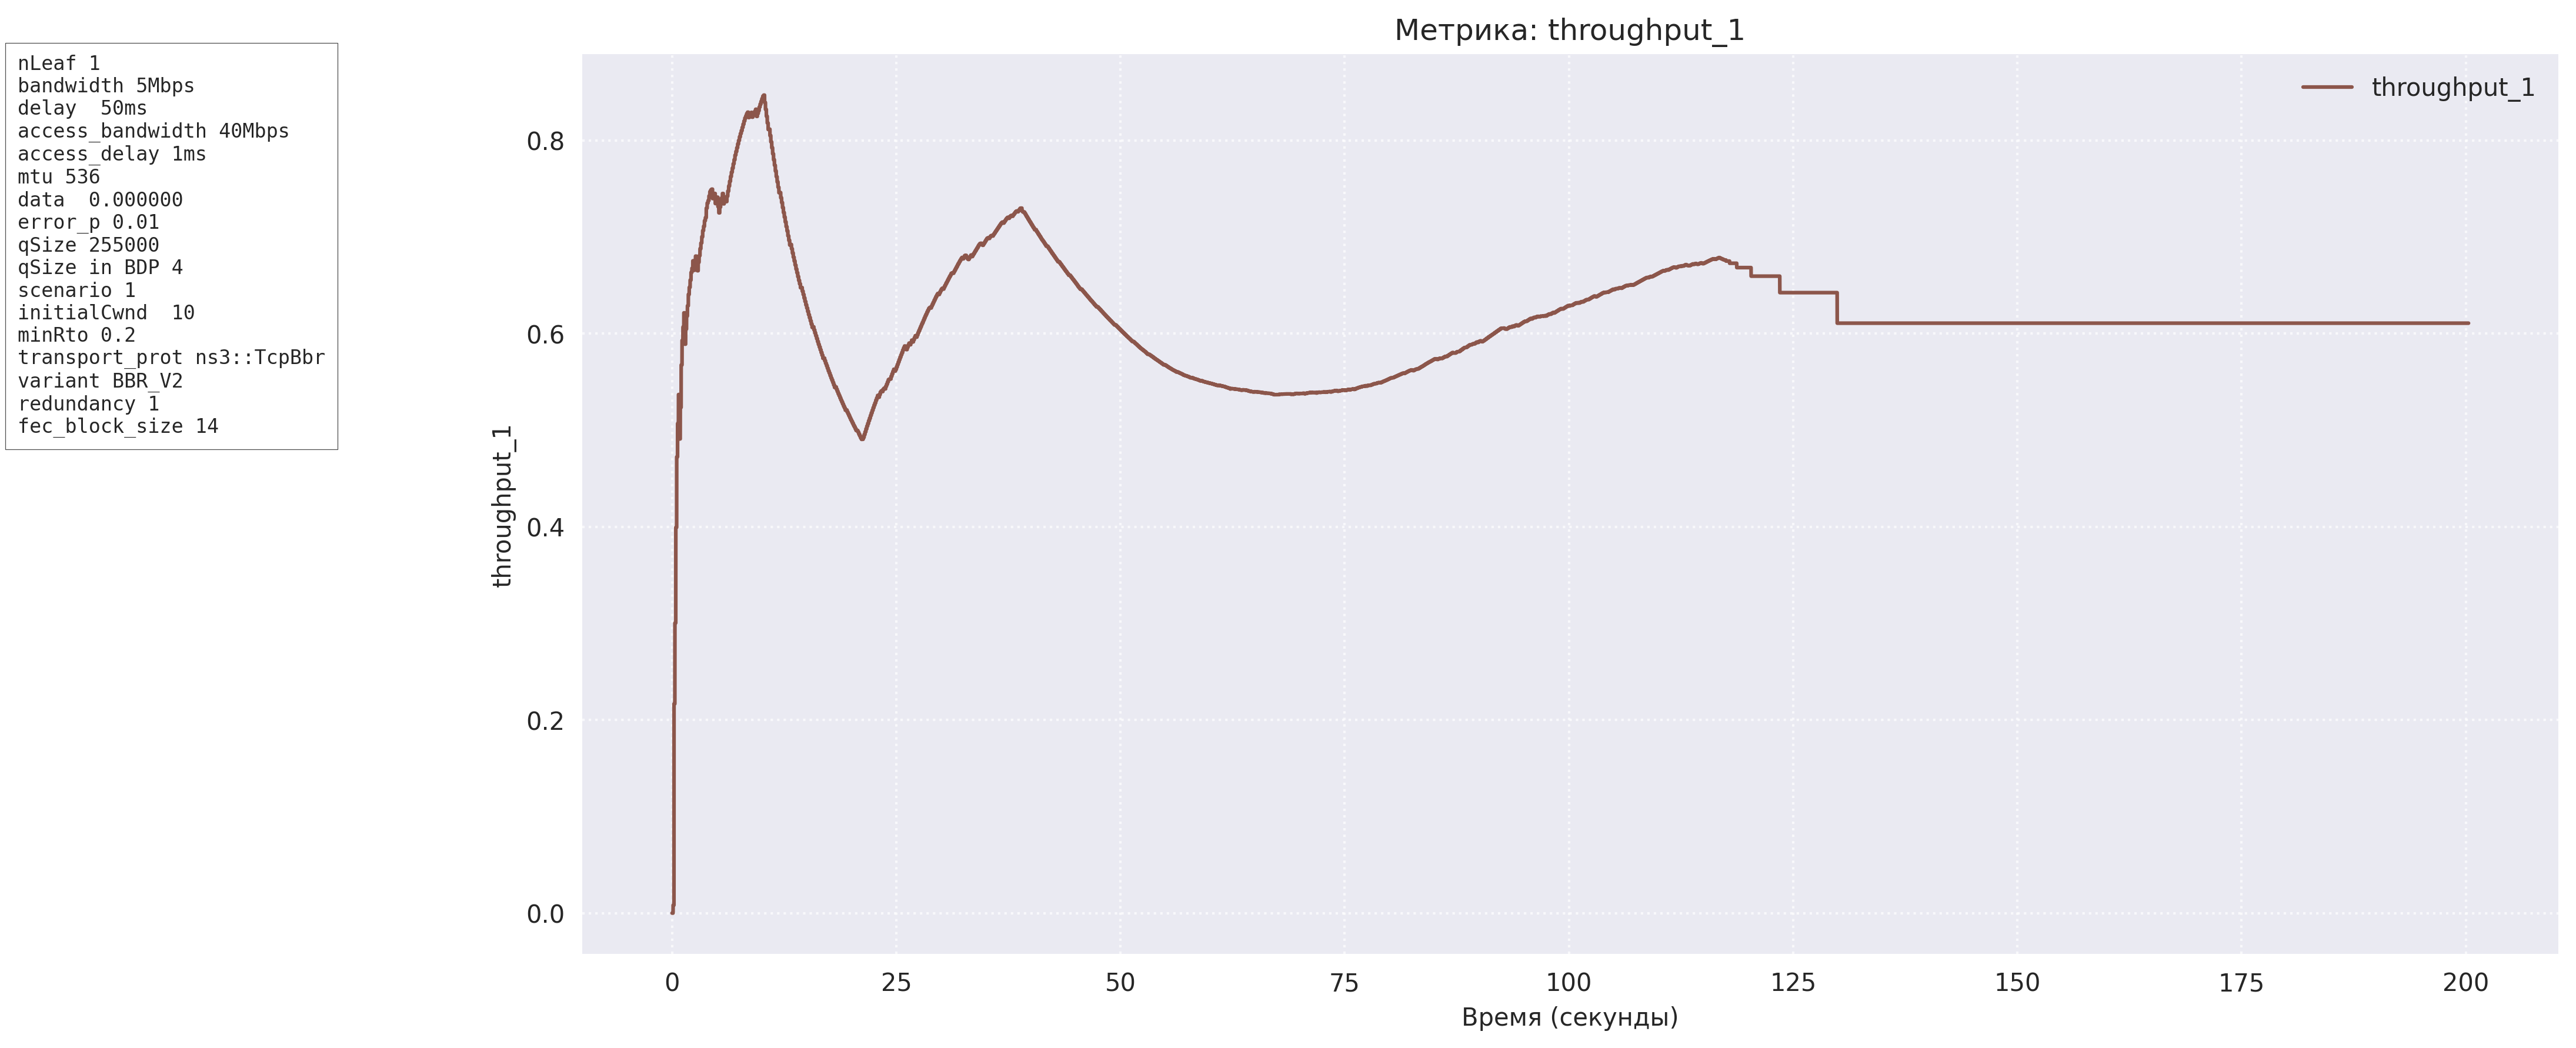 Метрика: throughput_1
nLeaf 1
bandwidth 5Mbps
delay  50ms
access_bandwidth 40Mbps
access_delay 1ms
mtu 536
data  0.000000
error_p 0.01
qSize 255000
qSize in BDP 4
scenario 1
initialCwnd  10
minRto 0.2
transport_prot ns3::TcpBbr
variant BBR_V2
redundancy 1
fec_block_size 14
throughput_1
throughput_1
0.8
0.6
0.4
0.2
0.0
0 25 50 75 100 125 150 175 200
Время (секунды)